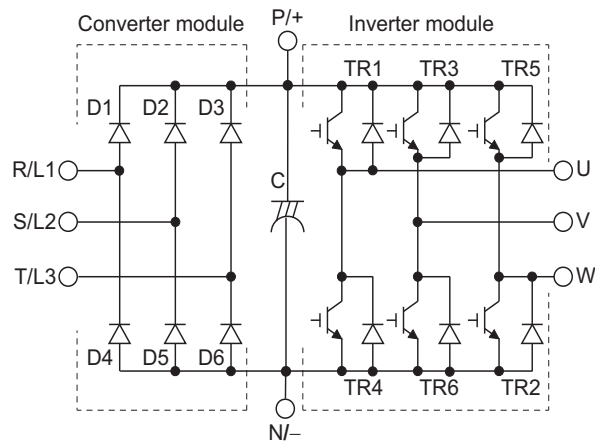 Converter module
P/+
Inverter module
TR1
TR3
TR5
D1
D2
D3
R/L1
C
U
S/L2
V
T/L3
W
D4
D5
D6
TR4
TR6
TR2
N/−